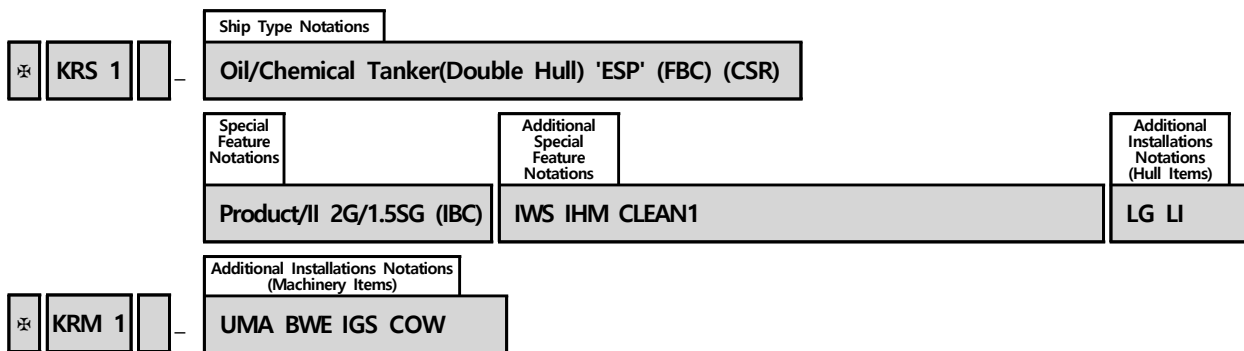 Ship Type Notations
✠ KRS 1 _ Oil/Chemical Tanker(Double Hull) 'ESP' (FBC) (CSR)
Special
Feature
Notations
Additional
Special
Feature
Notations
Additional
Installations
Notations
(Hull Items)
Product/II 2G/1.5SG (IBC) IWS IHM CLEAN1 LG LI
Additional Installations Notations
(Machinery Items)
✠ KRM 1 _ UMA BWE IGS COW